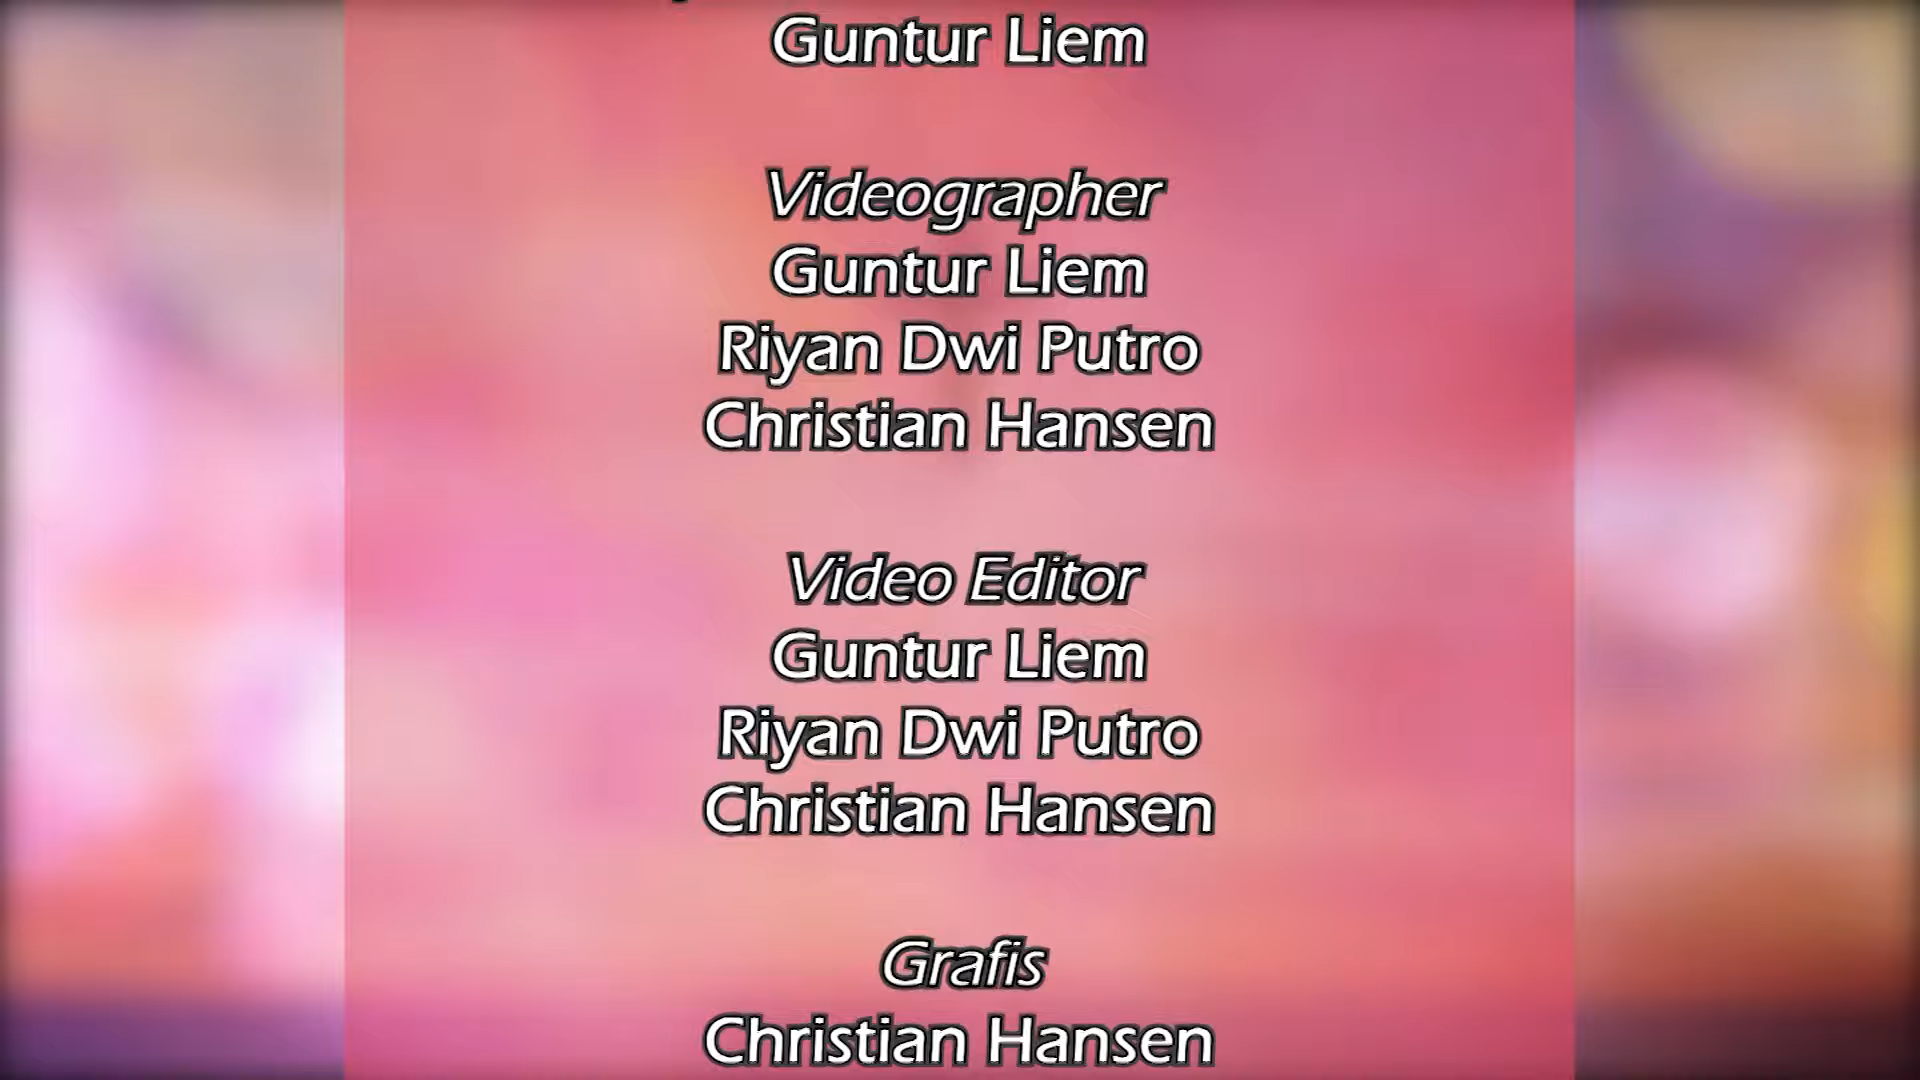 Guntur Liem
Videographer
Guntur Liem
Riyan Dwi Putro
Christian Hansen
Video Editor
Guntur Liem
Riyan Dwi Putro
Christian Hansen
Grafis
Christian Hansen